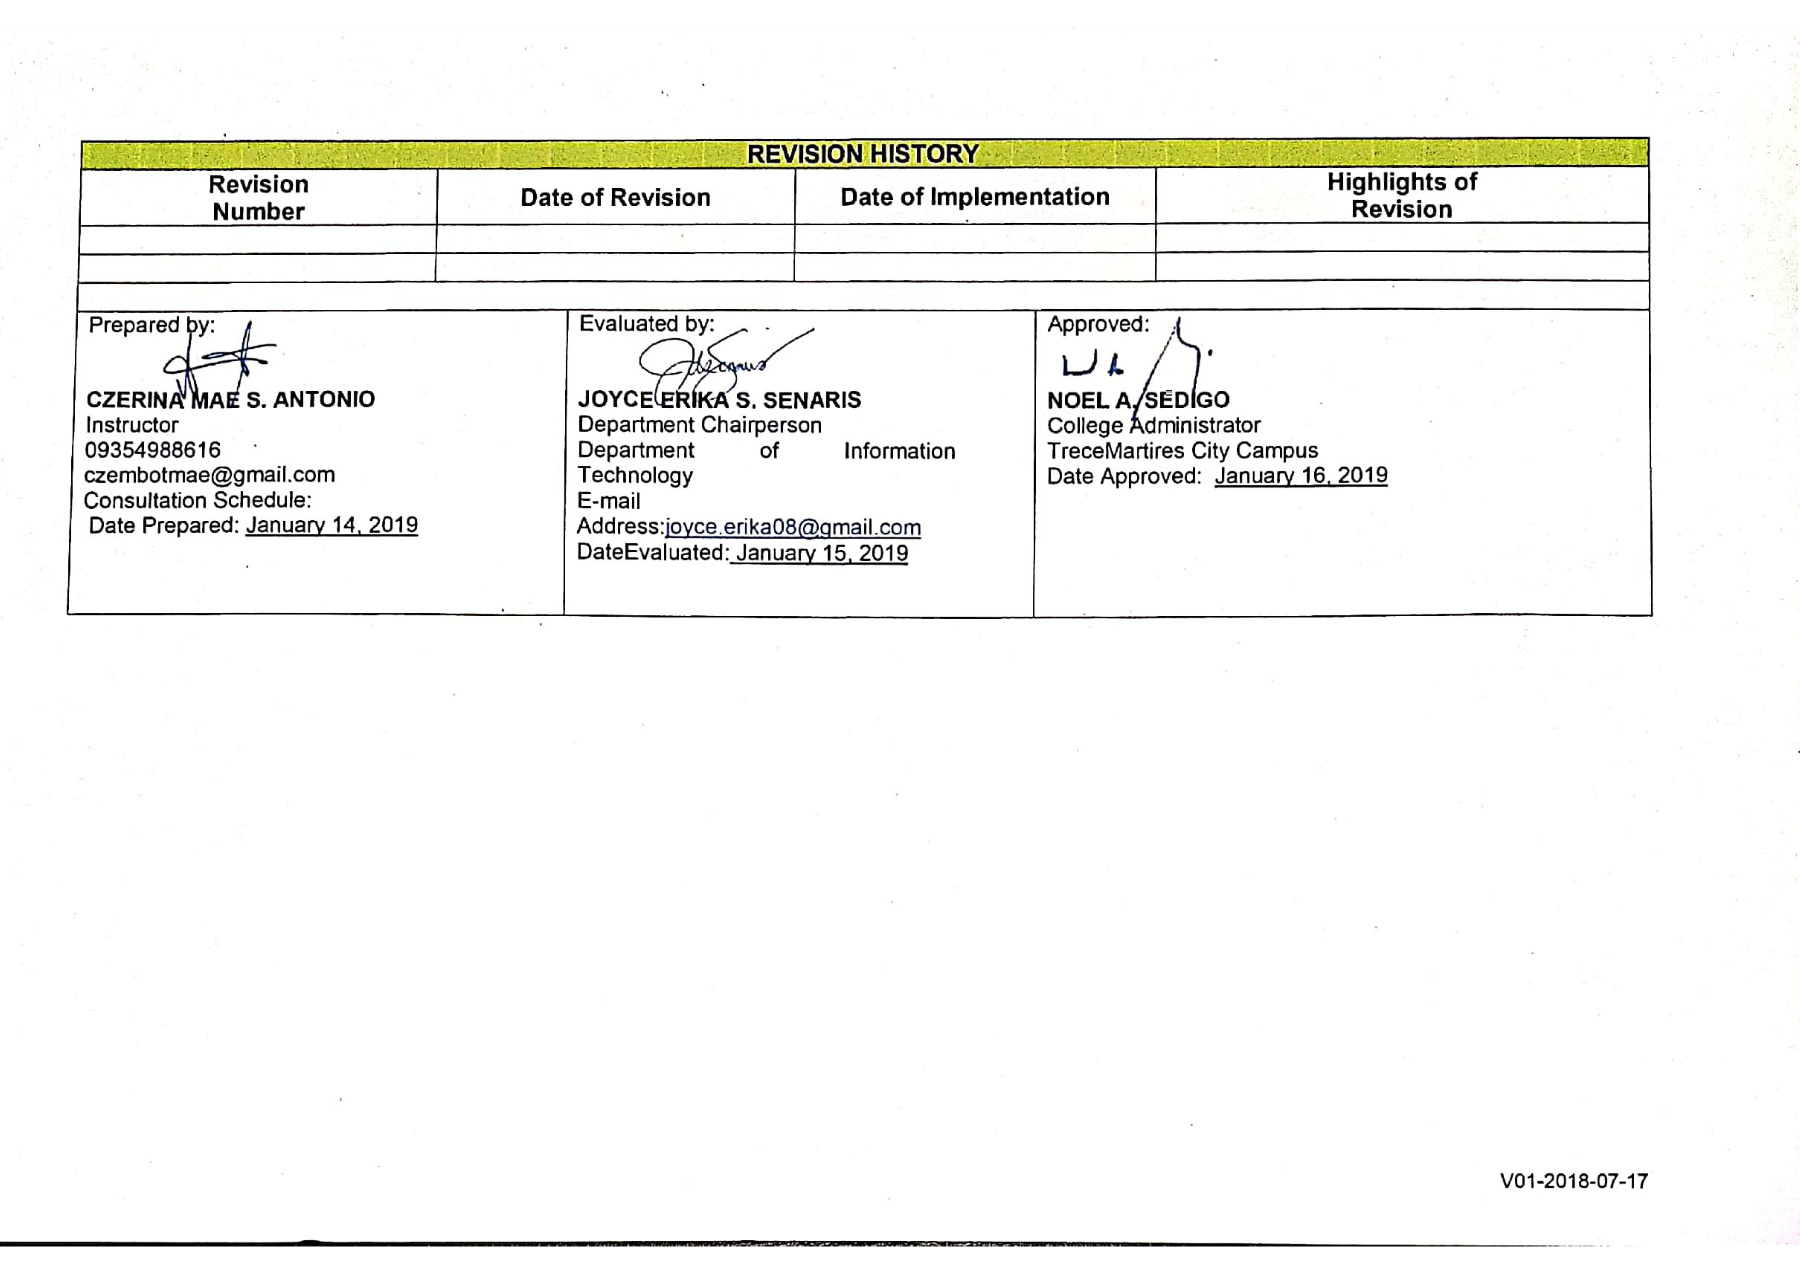 REVISION HISTORY
Revision
Number
Date of Revision
Date of Implementation
Highlights of
Revision
Prepared by:
CZERINA MAE S. ANTONIO
Instructor
09354988616
czembotmae@gmail.com
Consultation Schedule:
Date Prepared: January 14, 2019
Evaluated by:
JOYCE ERIKA S. SENARIS
Department Chairperson
Department of Information
Technology
E-mail
Address:joyce.erika08@gmail.com
DateEvaluated: January 15, 2019
Approved:
NOEL A. SEDIGO
College Administrator
TreceMartires City Campus
Date Approved: January 16, 2019
V01-2018-07-17